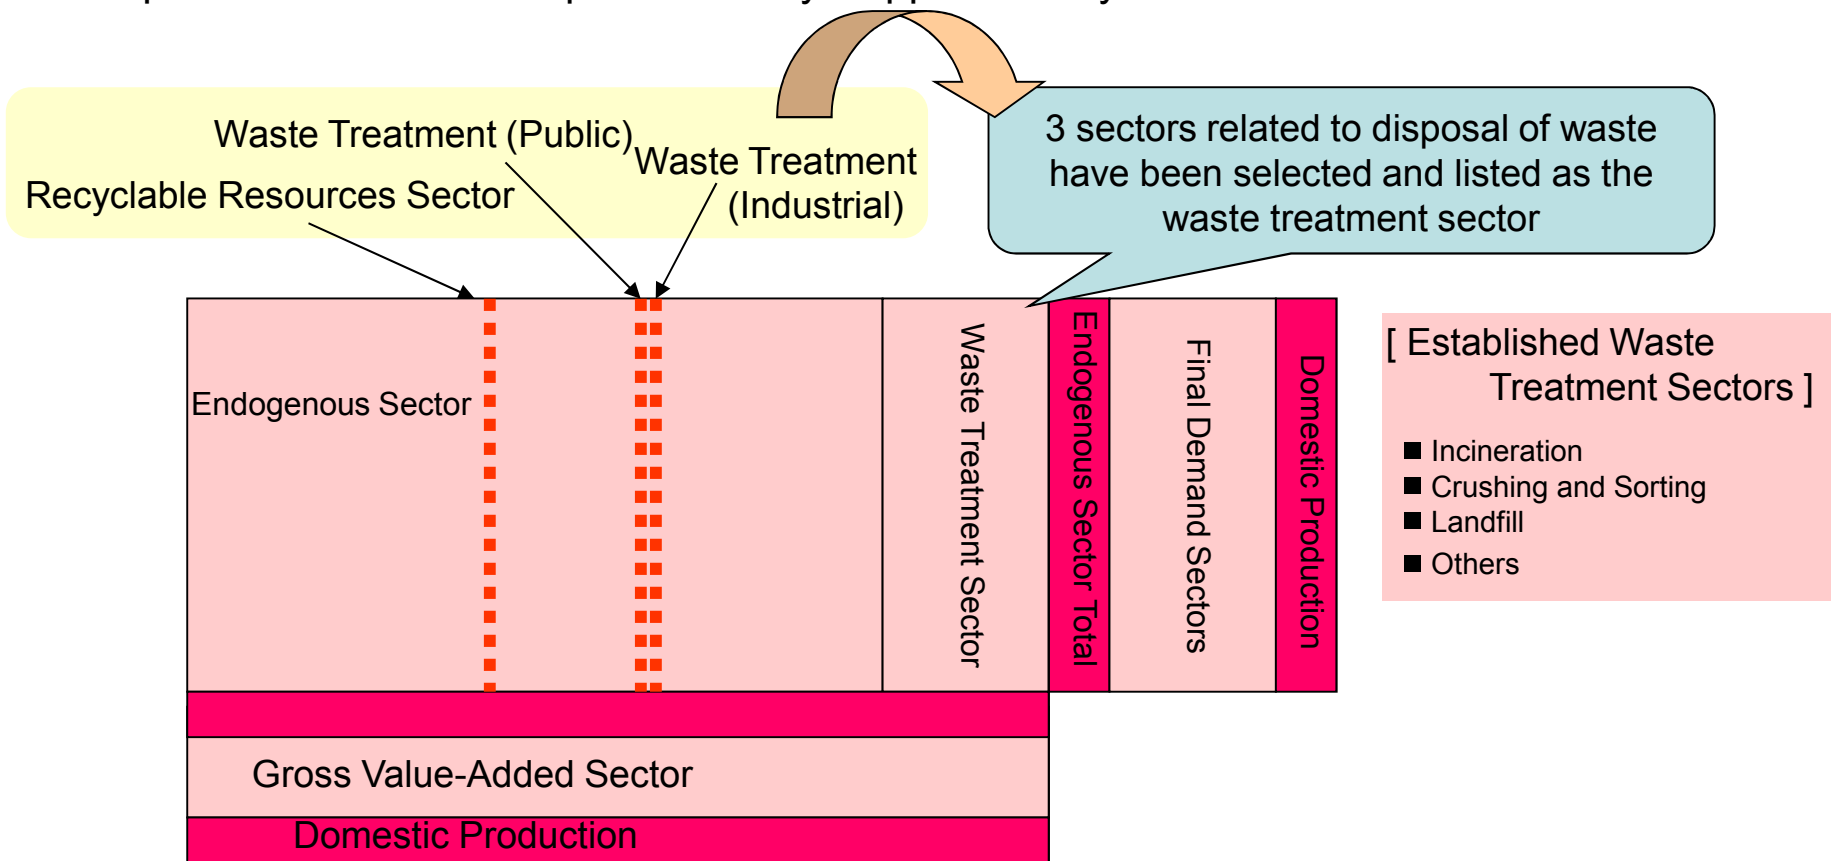 Waste Treatment (Public)
Waste Treatment
(Industrial)
Recyclable Resources Sector
3 sectors related to disposal of waste
have been selected and listed as the
waste treatment sector
Endogenous Sector
Waste Treatment Sector
Endogenous Sector Total
Final Demand Sectors
Domestic Production
[ Established Waste
Treatment Sectors ]
■ Incineration
■ Crushing and Sorting
■ Landfill
■ Others
Gross Value-Added Sector
Domestic Production